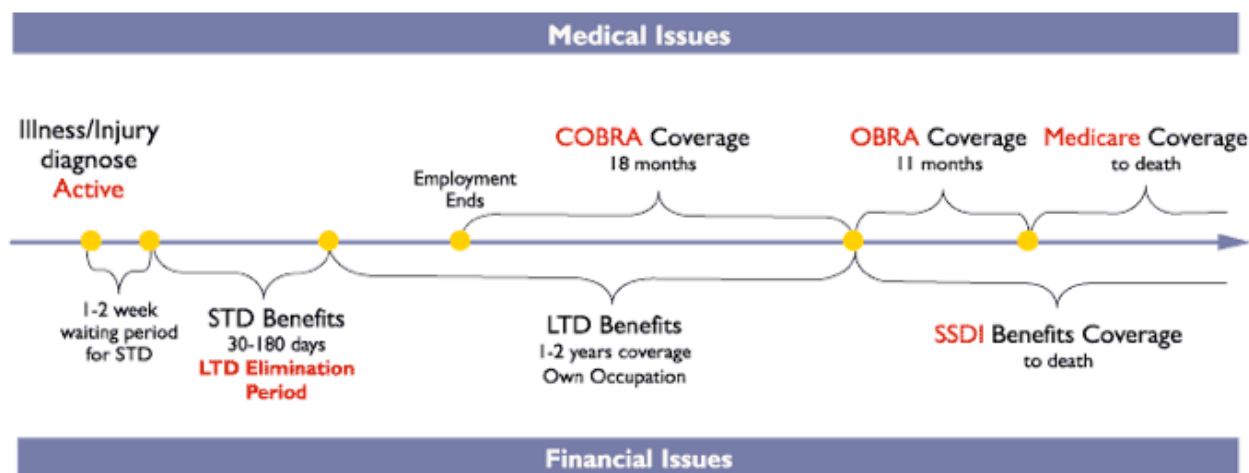 Medical Issues
Illness/Injury
diagnose
Active
Employment
Ends
COBRA Coverage
18 months
OBRA Coverage
11 months
Medicare Coverage
to death
1-2 week
waiting period
for STD
STD Benefits
30-180 days
LTD Elimination
Period
LTD Benefits
1-2 years coverage
Own Occupation
SSDI Benefits Coverage
to death
Financial Issues